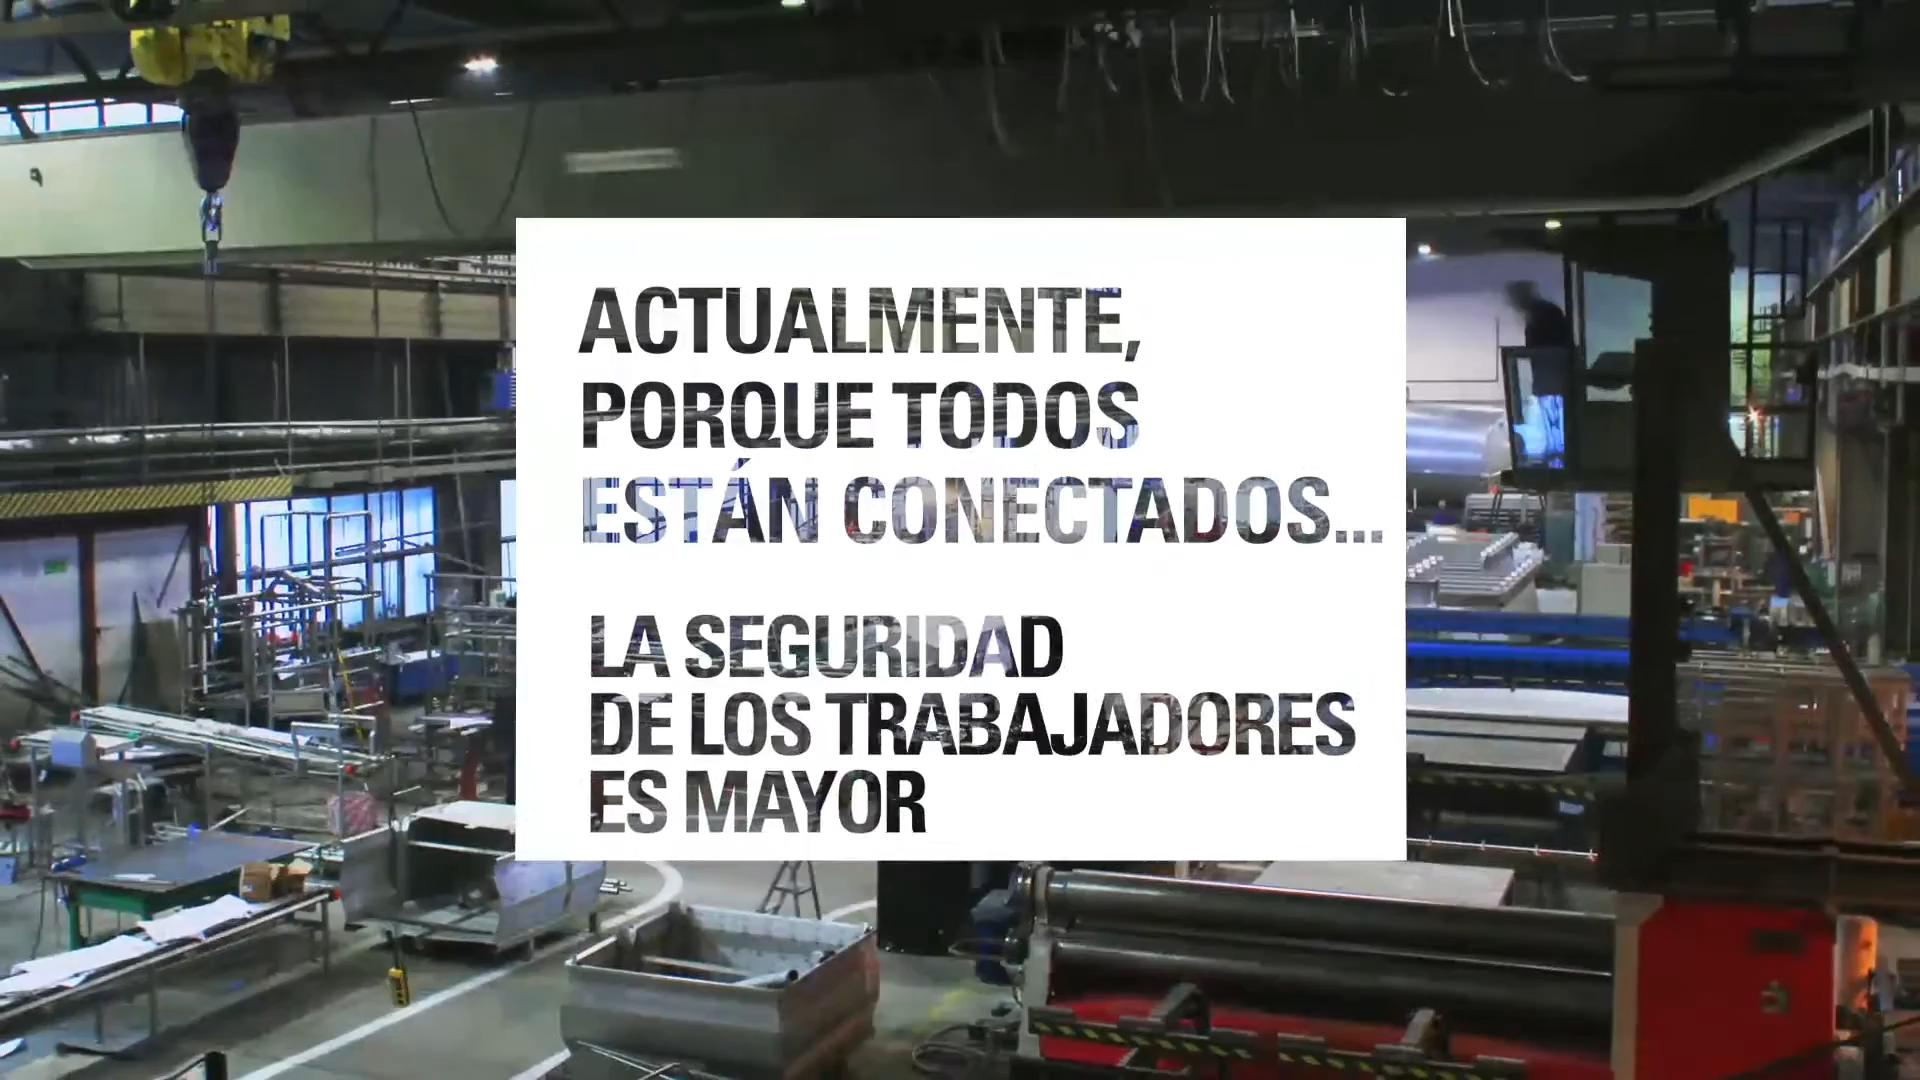 ACTUALMENTE,
PORQUE TODOS
ESTÁN CONECTADOS...
LA SEGURIDAD
DE LOS TRABAJADORES
ES MAYOR